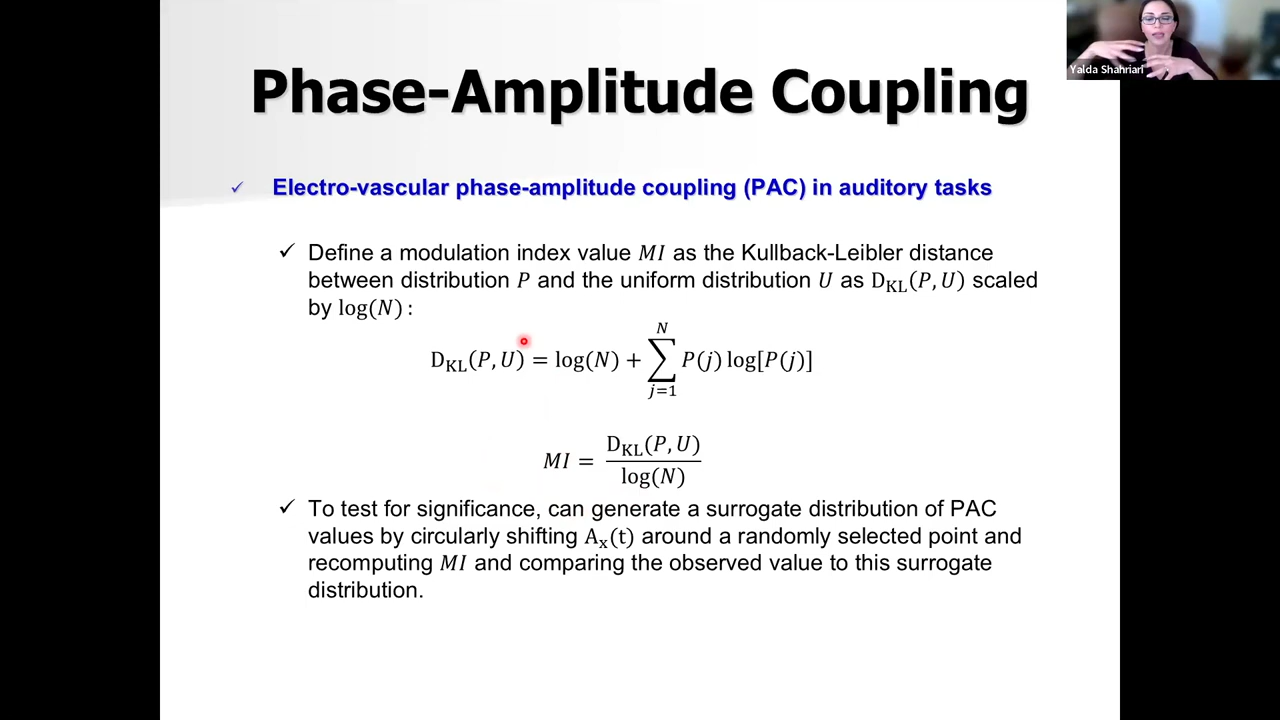 Yalda Shahriari
Phase-Amplitude Coupling
✓ Electro-vascular phase-amplitude coupling (PAC) in auditory tasks
✓ Define a modulation index value MI as the Kullback-Leibler distance
between distribution P and the uniform distribution U as D_KL(P, U) scaled
by log(N) :
D_KL(P, U) = log(N) + ∑_{j=1}^{N} P(j) log[P(j)]
MI = D_KL(P, U) / log(N)
✓ To test for significance, can generate a surrogate distribution of PAC
values by circularly shifting A_x(t) around a randomly selected point and
recomputing MI and comparing the observed value to this surrogate
distribution.